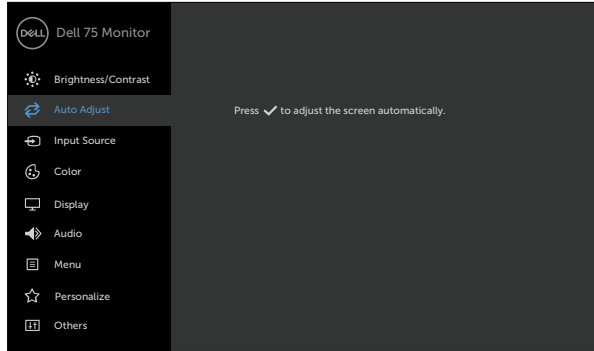 DELL Dell 75 Monitor
Brightness/Contrast
Auto Adjust
Press ✓ to adjust the screen automatically.
Input Source
Color
Display
Audio
Menu
Personalize
Others